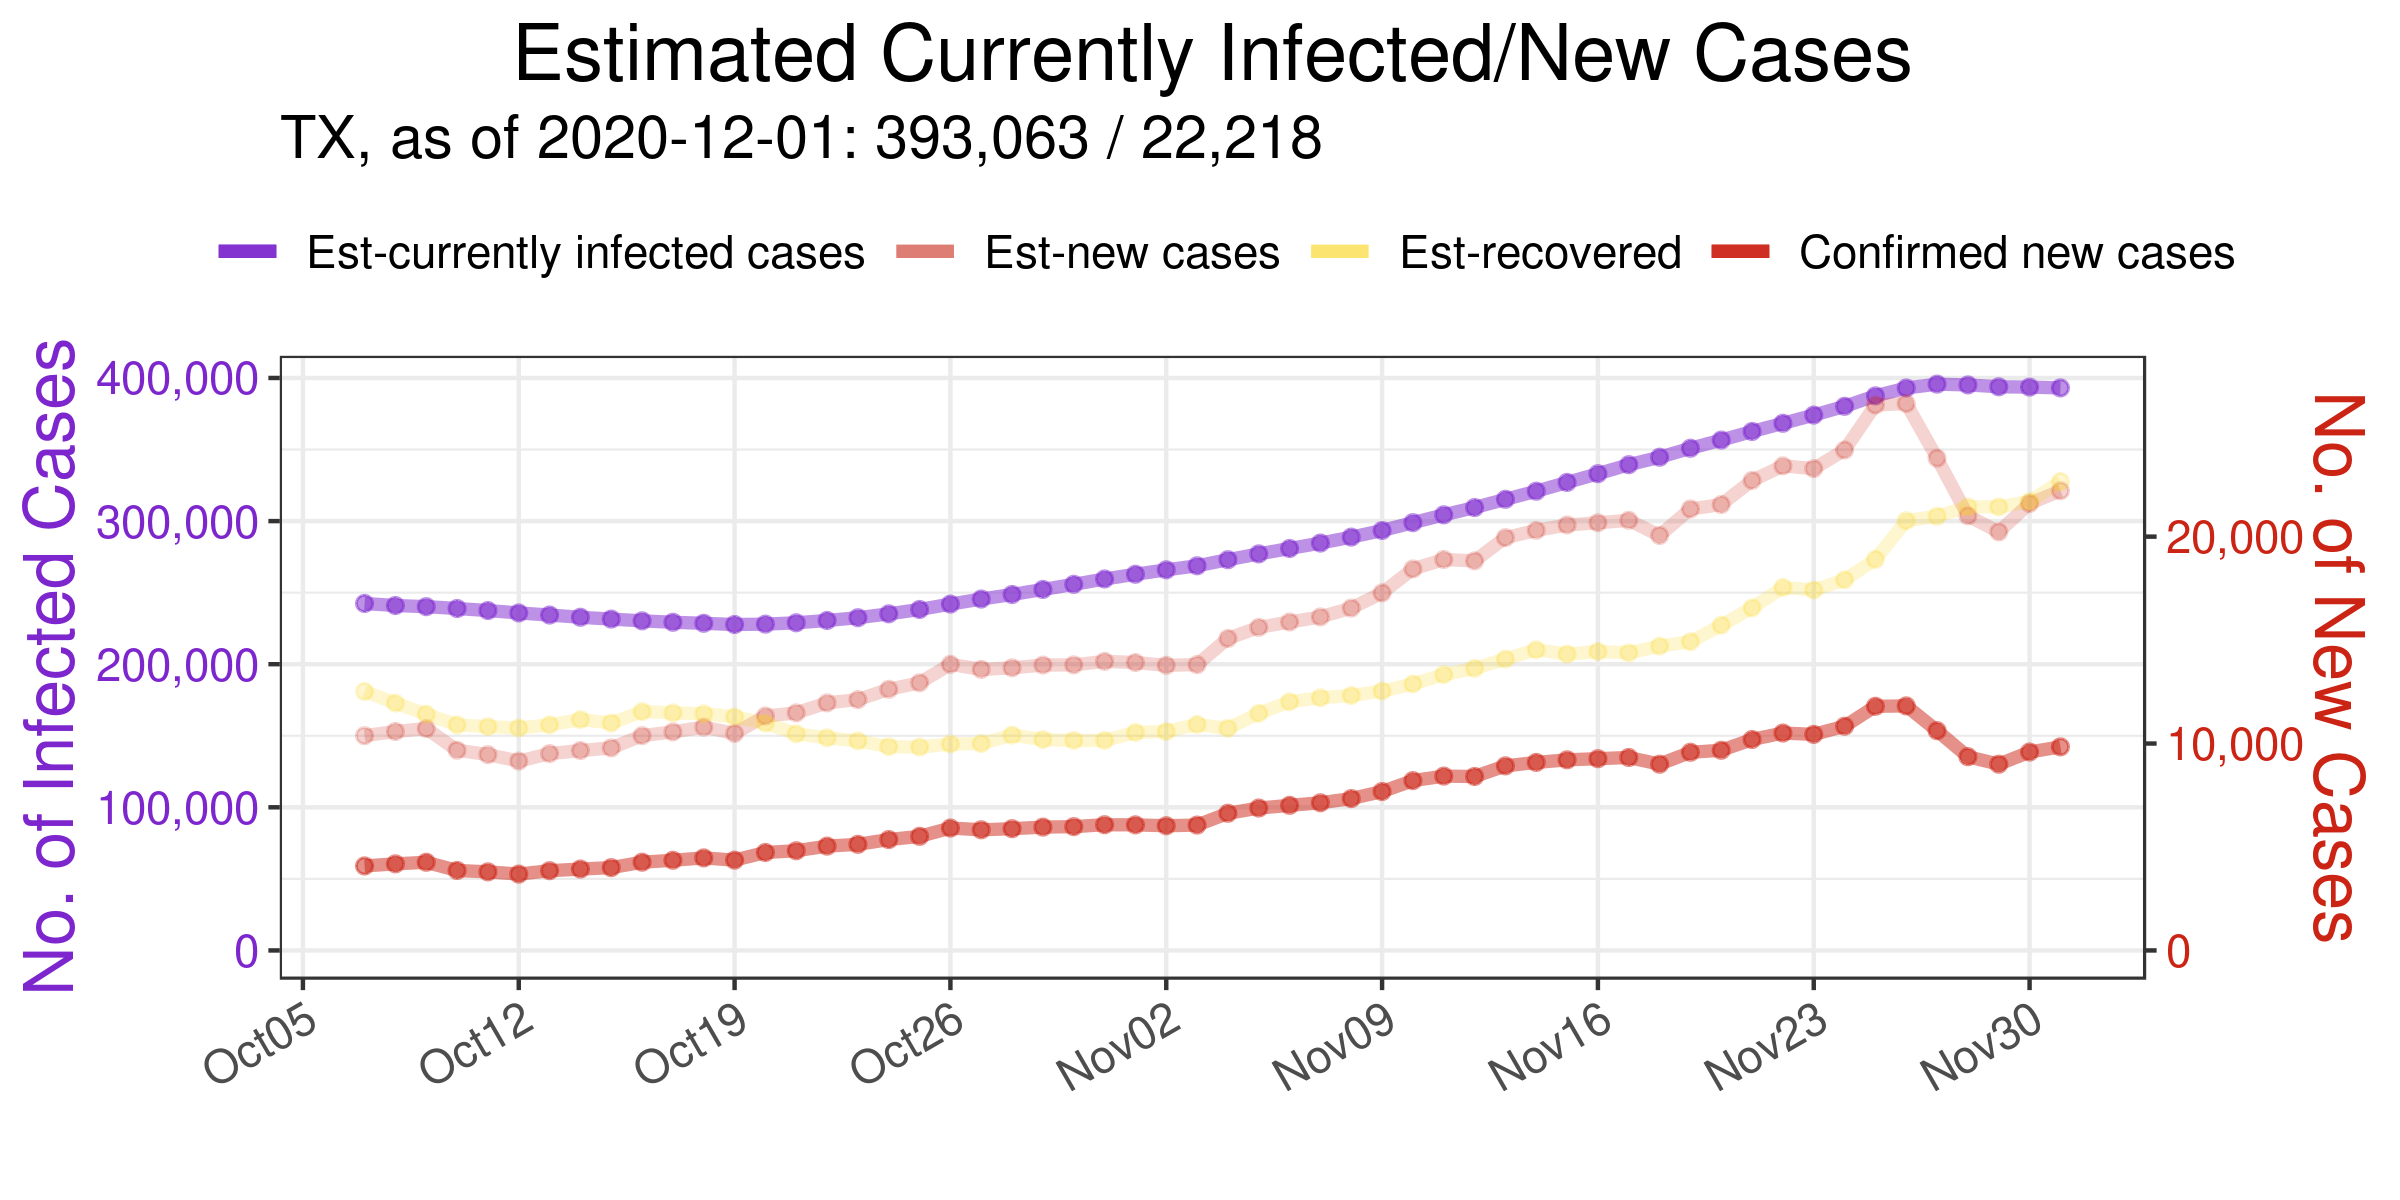 Estimated Currently Infected/New Cases
TX, as of 2020-12-01: 393,063 / 22,218
Est-currently infected cases Est-new cases Est-recovered Confirmed new cases
No. of Infected Cases
400,000
300,000
200,000
100,000
0
No. of New Cases
20,000
10,000
0
Oct05 Oct12 Oct19 Oct26 Nov02 Nov09 Nov16 Nov23 Nov30